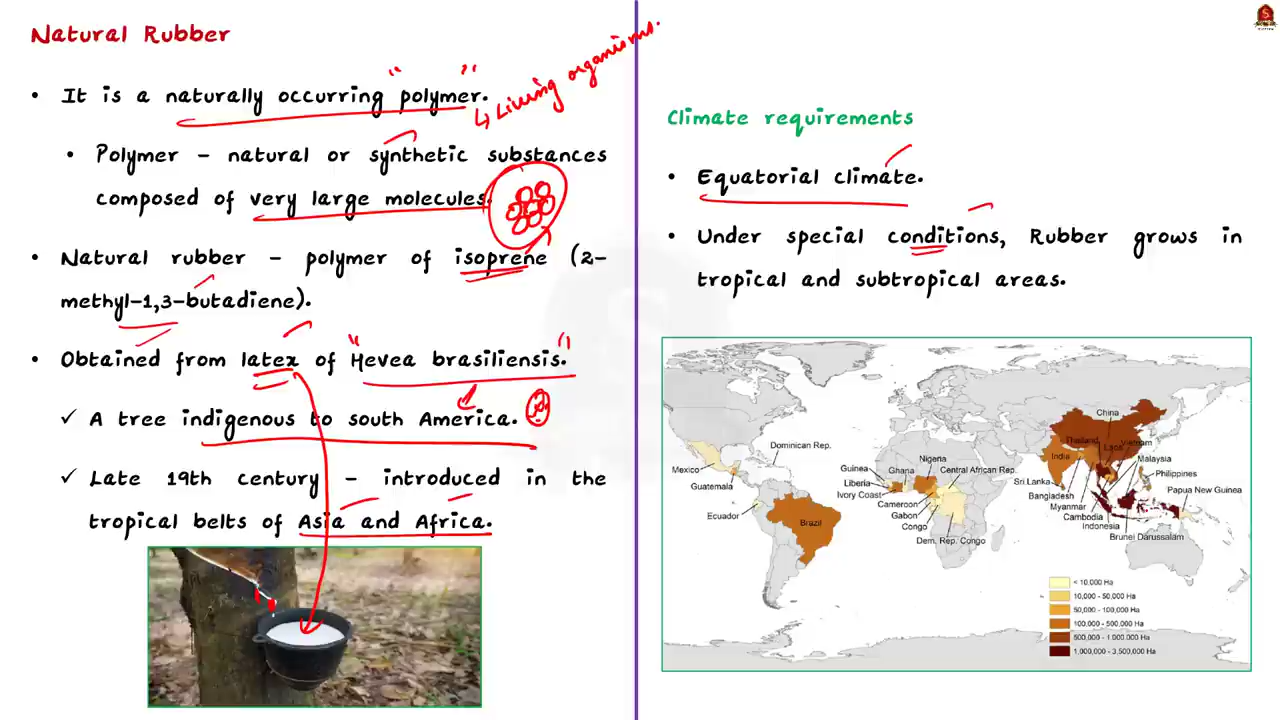 Natural Rubber
• It is a naturally occurring "polymer".
↳ Living organisms.
• Polymer – natural or synthetic substances
composed of very large molecules.
• Natural rubber – polymer of isoprene (2-
methyl-1,3-butadiene).
• Obtained from latex of "Hevea brasiliensis."
✓ A tree indigenous to south America.
✓ Late 19th century – introduced in the
tropical belts of Asia and Africa.
Climate requirements
• Equatorial climate.
• Under special conditions, Rubber grows in
tropical and subtropical areas.
Mexico
Guatemala
Dominican Rep.
Ecuador
Brazil
Guinea
Liberia
Ivory Coast
Ghana
Nigeria
Central African Rep.
Cameroon
Gabon
Congo
Dem. Rep. Congo
China
Thailand
Laos
Vietnam
India
Malaysia
Philippines
Sri Lanka
Bangladesh
Myanmar
Cambodia
Indonesia
Papua New Guinea
Brunei Darussalam
< 10.000 Ha
10,000 - 50,000 Ha
50,000 - 100,000 Ha
100,000 - 500,000 Ha
500,000 - 1.000.000 Ha
1,000,000 - 3,500,000 Ha